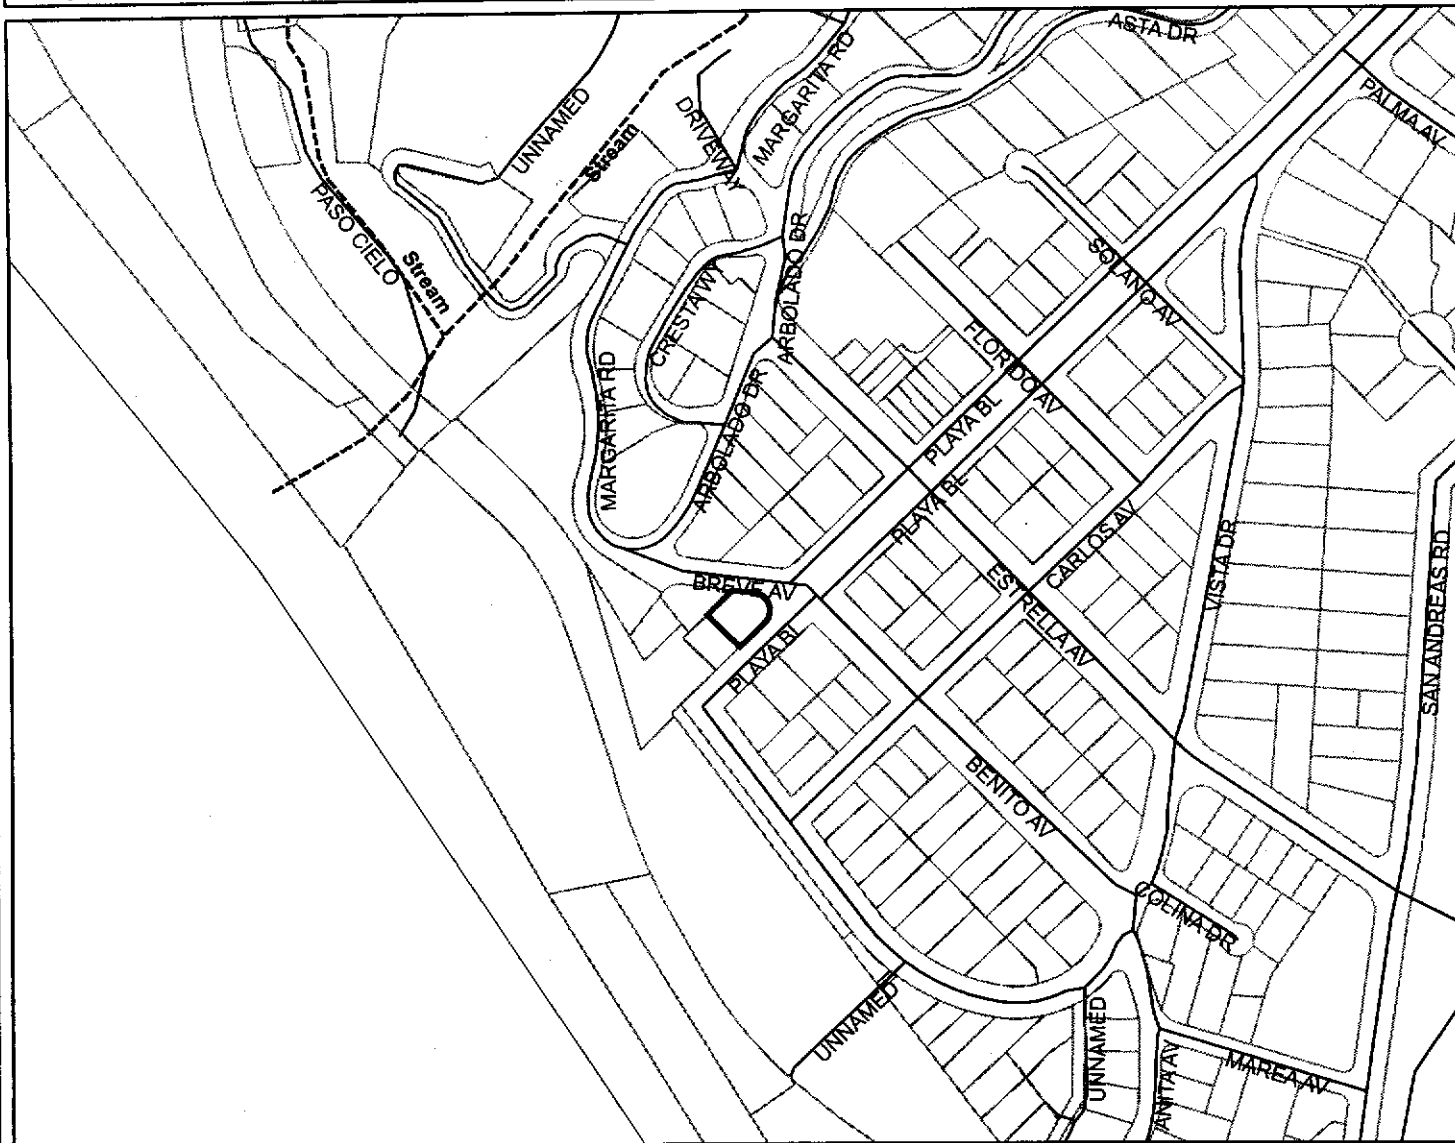 ASTA DR
MARGARITA RD
PALMA AV
UNNAMED
DRIVEWAY
Stream
PASO CIELO
Stream
ARBOLADO DR
SOLANO AV
CRESTA WY
FLORIDO AV
MARGARITA RD
ARBOLADO DR
PLAYA BL
PLAYA BL
CARLOS AV
VISTA DR
SAN ANDREAS RD
BREVE AV
ESTRELLA AV
PLAYA BL
BENITO AV
COLINA DR
UNNAMED
UNNAMED
ANITA AV
MAREA AV